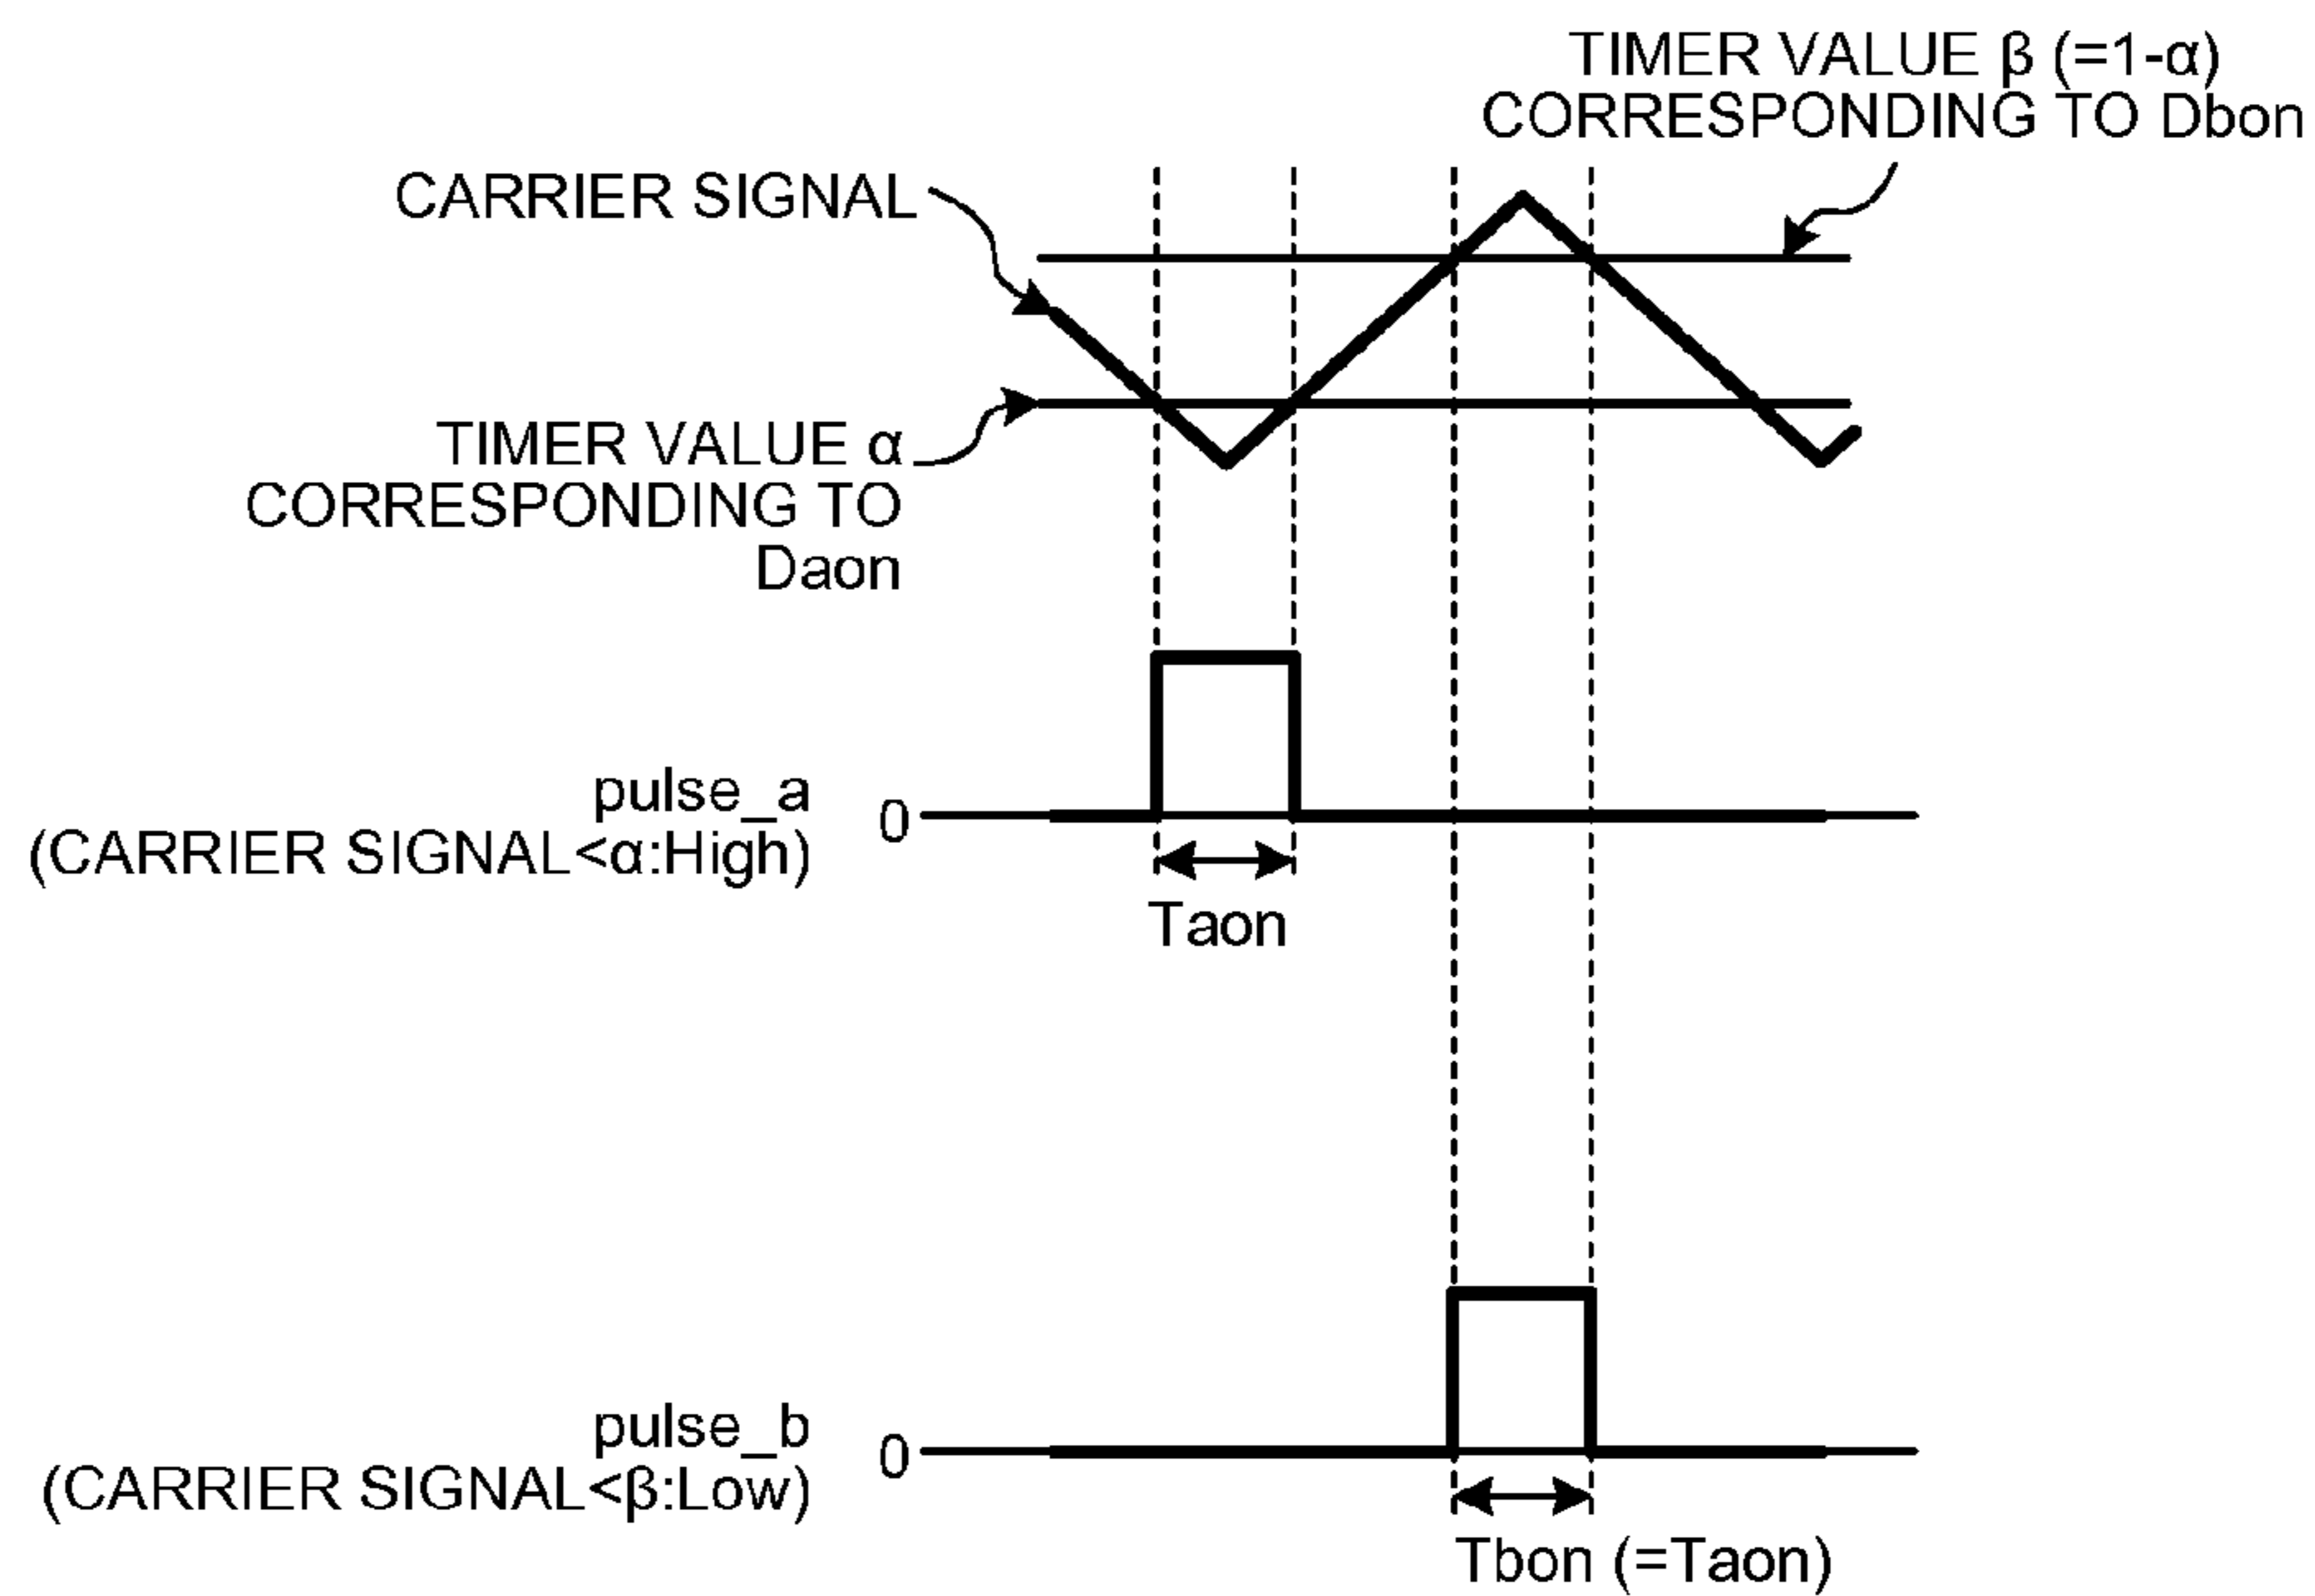 TIMER VALUE β (=1-α)
CORRESPONDING TO Dbon
CARRIER SIGNAL
TIMER VALUE α
CORRESPONDING TO
Daon
pulse_a
(CARRIER SIGNAL<α:High)
0
Taon
pulse_b
(CARRIER SIGNAL<β:Low)
0
Tbon (=Taon)